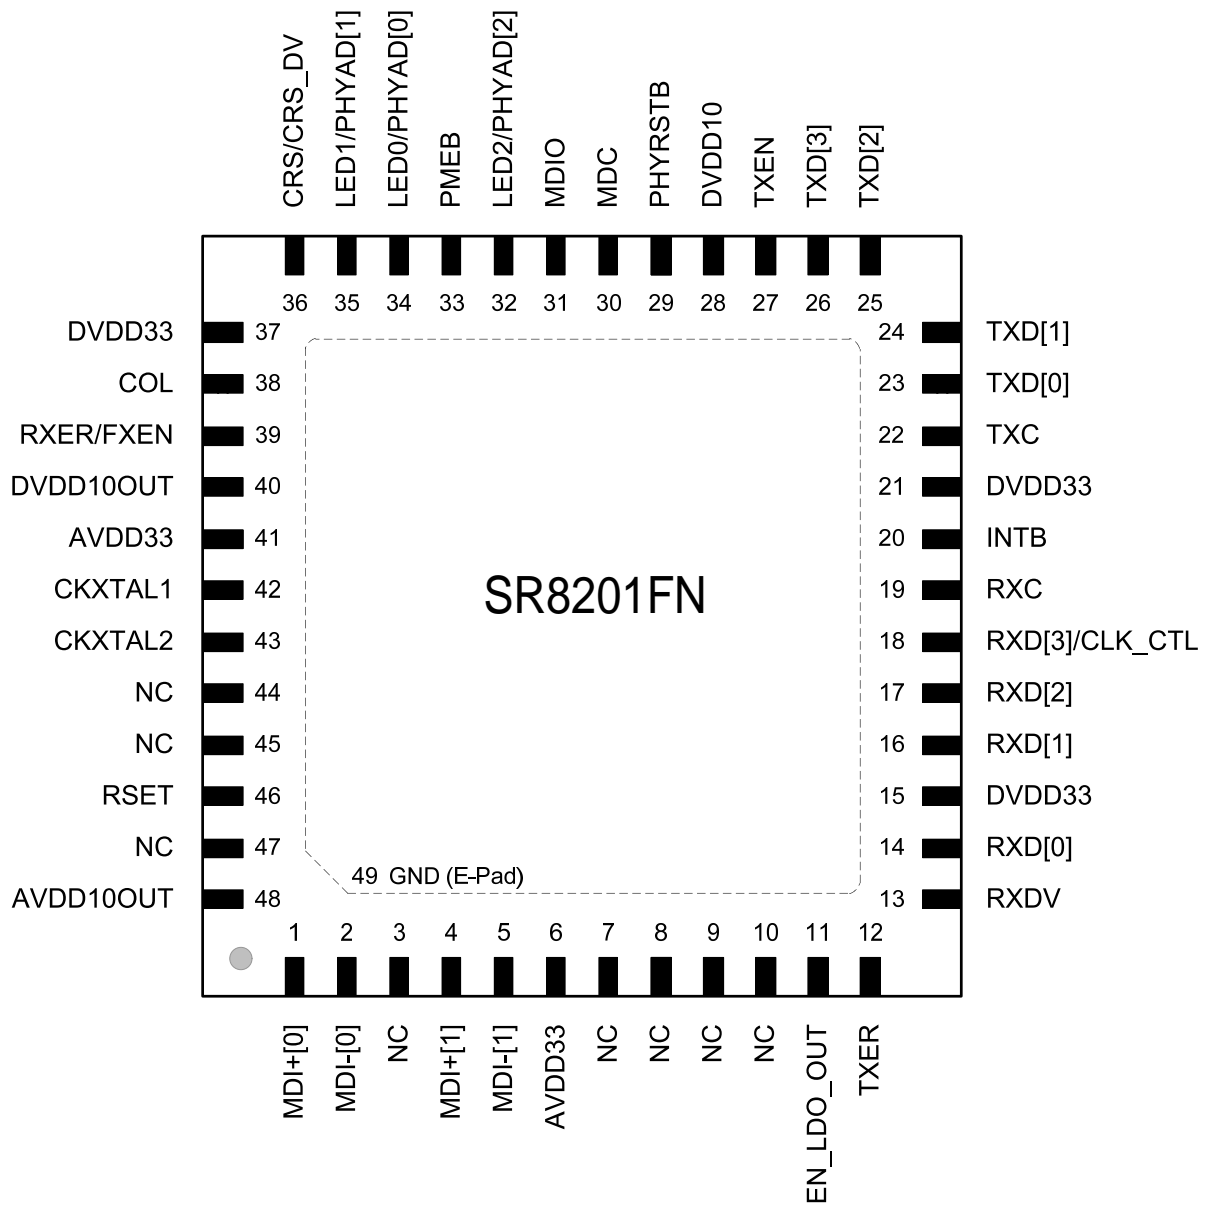 CRS/CRS_DV
LED1/PHYAD[1]
LED0/PHYAD[0]
PMEB
LED2/PHYAD[2]
MDIO
MDC
PHYRSTB
DVDD10
TXEN
TXD[3]
TXD[2]
36 35 34 33 32 31 30 29 28 27 26 25
DVDD33 37
COL 38
RXER/FXEN 39
DVDD10OUT 40
AVDD33 41
CKXTAL1 42
CKXTAL2 43
NC 44
NC 45
RSET 46
NC 47
AVDD10OUT 48
SR8201FN
49 GND (E-Pad)
24 TXD[1]
23 TXD[0]
22 TXC
21 DVDD33
20 INTB
19 RXC
18 RXD[3]/CLK_CTL
17 RXD[2]
16 RXD[1]
15 DVDD33
14 RXD[0]
13 RXDV
1 2 3 4 5 6 7 8 9 10 11 12
MDI+[0]
MDI-[0]
NC
MDI+[1]
MDI-[1]
AVDD33
NC
NC
NC
NC
EN_LDO_OUT
TXER